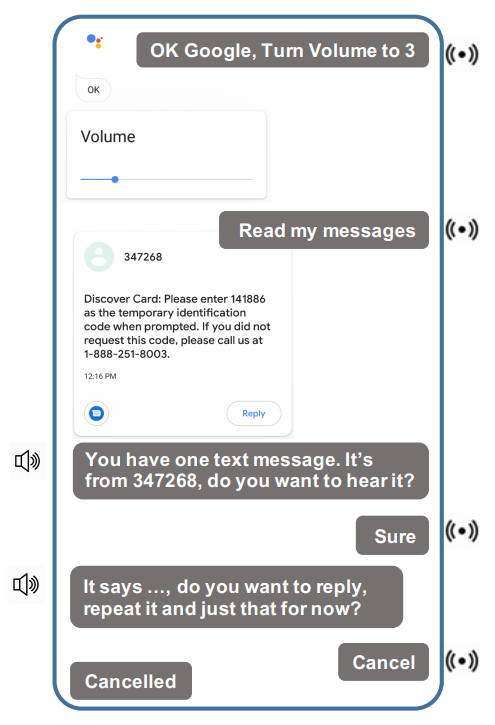 OK Google, Turn Volume to 3
OK
Volume
Read my messages
347268
Discover Card: Please enter 141886
as the temporary identification
code when prompted. If you did not
request this code, please call us at
1-888-251-8003.
12:16 PM
Reply
You have one text message. It’s
from 347268, do you want to hear it?
Sure
It says …, do you want to reply,
repeat it and just that for now?
Cancel
Cancelled